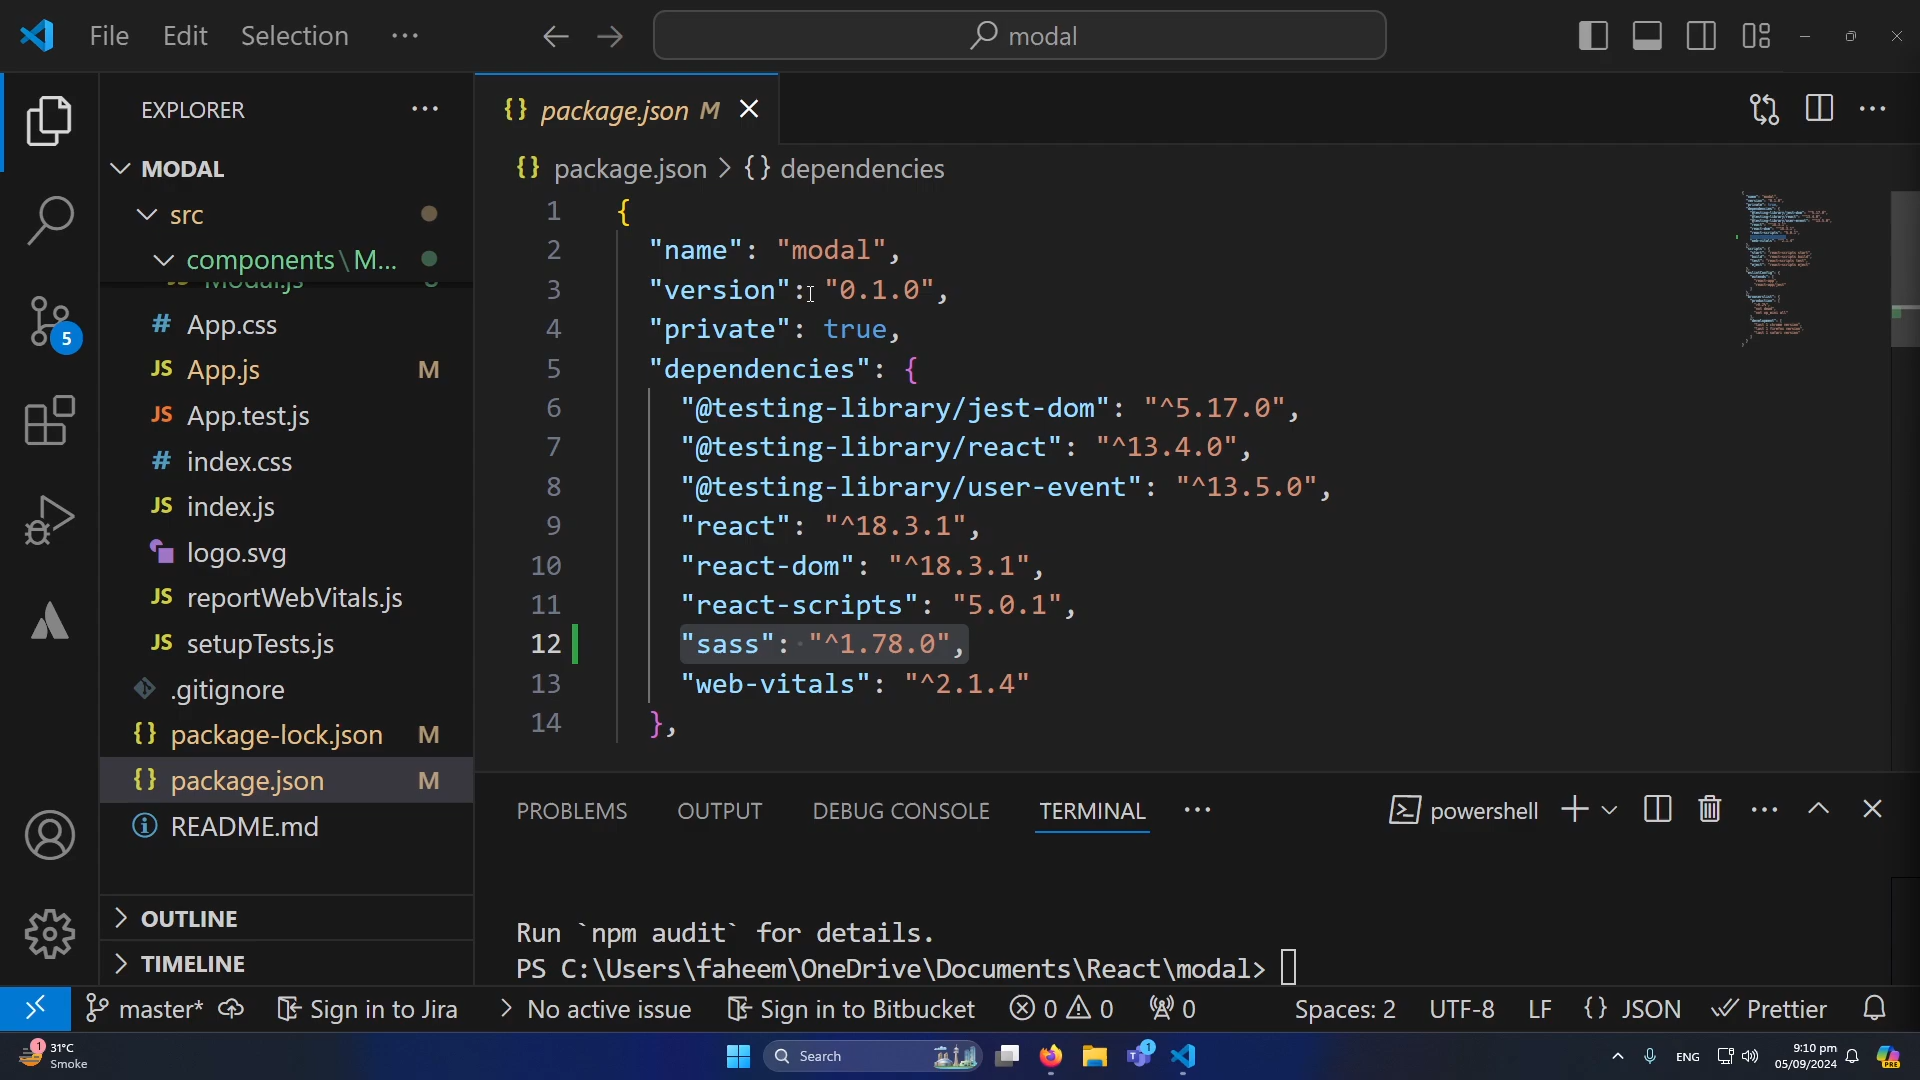 File Edit Selection ···
modal
EXPLORER
MODAL
src
components\M...
Modal.js
App.css
App.js M
App.test.js
index.css
index.js
logo.svg
reportWebVitals.js
setupTests.js
.gitignore
package-lock.json M
package.json M
README.md
OUTLINE
TIMELINE
package.json M
package.json > {} dependencies
1 {
2 "name": "modal",
3 "version": "0.1.0",
4 "private": true,
5 "dependencies": {
6 "@testing-library/jest-dom": "^5.17.0",
7 "@testing-library/react": "^13.4.0",
8 "@testing-library/user-event": "^13.5.0",
9 "react": "^18.3.1",
10 "react-dom": "^18.3.1",
11 "react-scripts": "5.0.1",
12 "sass": "^1.78.0",
13 "web-vitals": "^2.1.4"
14 },
PROBLEMS OUTPUT DEBUG CONSOLE TERMINAL ··· powershell
Run `npm audit` for details.
PS C:\Users\faheem\OneDrive\Documents\React\modal>
master* Sign in to Jira No active issue Sign in to Bitbucket 0 0 0 Spaces: 2 UTF-8 LF {} JSON Prettier
5
31°C
Smoke
1
Search
1
ENG
9:10 pm
05/09/2024
PRE